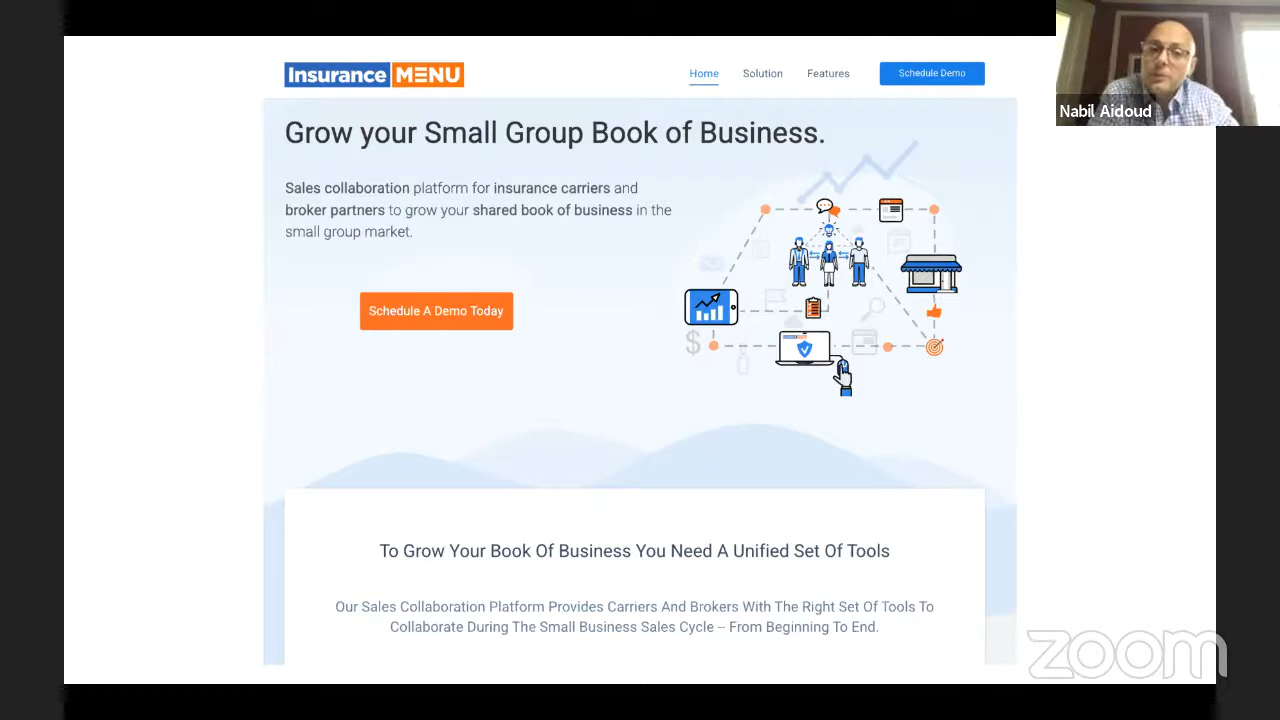 Insurance MENU
Home
Solution
Features
Schedule Demo
Nabil Aidoud
Grow your Small Group Book of Business.
Sales collaboration platform for insurance carriers and
broker partners to grow your shared book of business in the
small group market.
Schedule A Demo Today
$
To Grow Your Book Of Business You Need A Unified Set Of Tools
Our Sales Collaboration Platform Provides Carriers And Brokers With The Right Set Of Tools To
Collaborate During The Small Business Sales Cycle -- From Beginning To End.
zoom